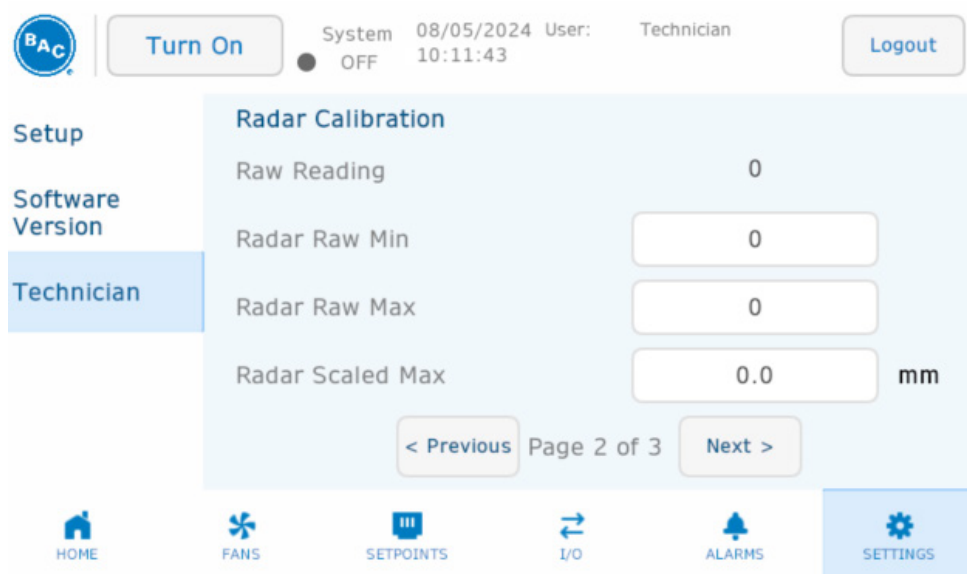 BAC
Turn On
System
OFF
08/05/2024 User: Technician
10:11:43
Logout
Setup
Software
Version
Technician
Radar Calibration
Raw Reading 0
Radar Raw Min 0
Radar Raw Max 0
Radar Scaled Max 0.0 mm
< Previous Page 2 of 3 Next >
HOME FANS SETPOINTS I/O ALARMS SETTINGS